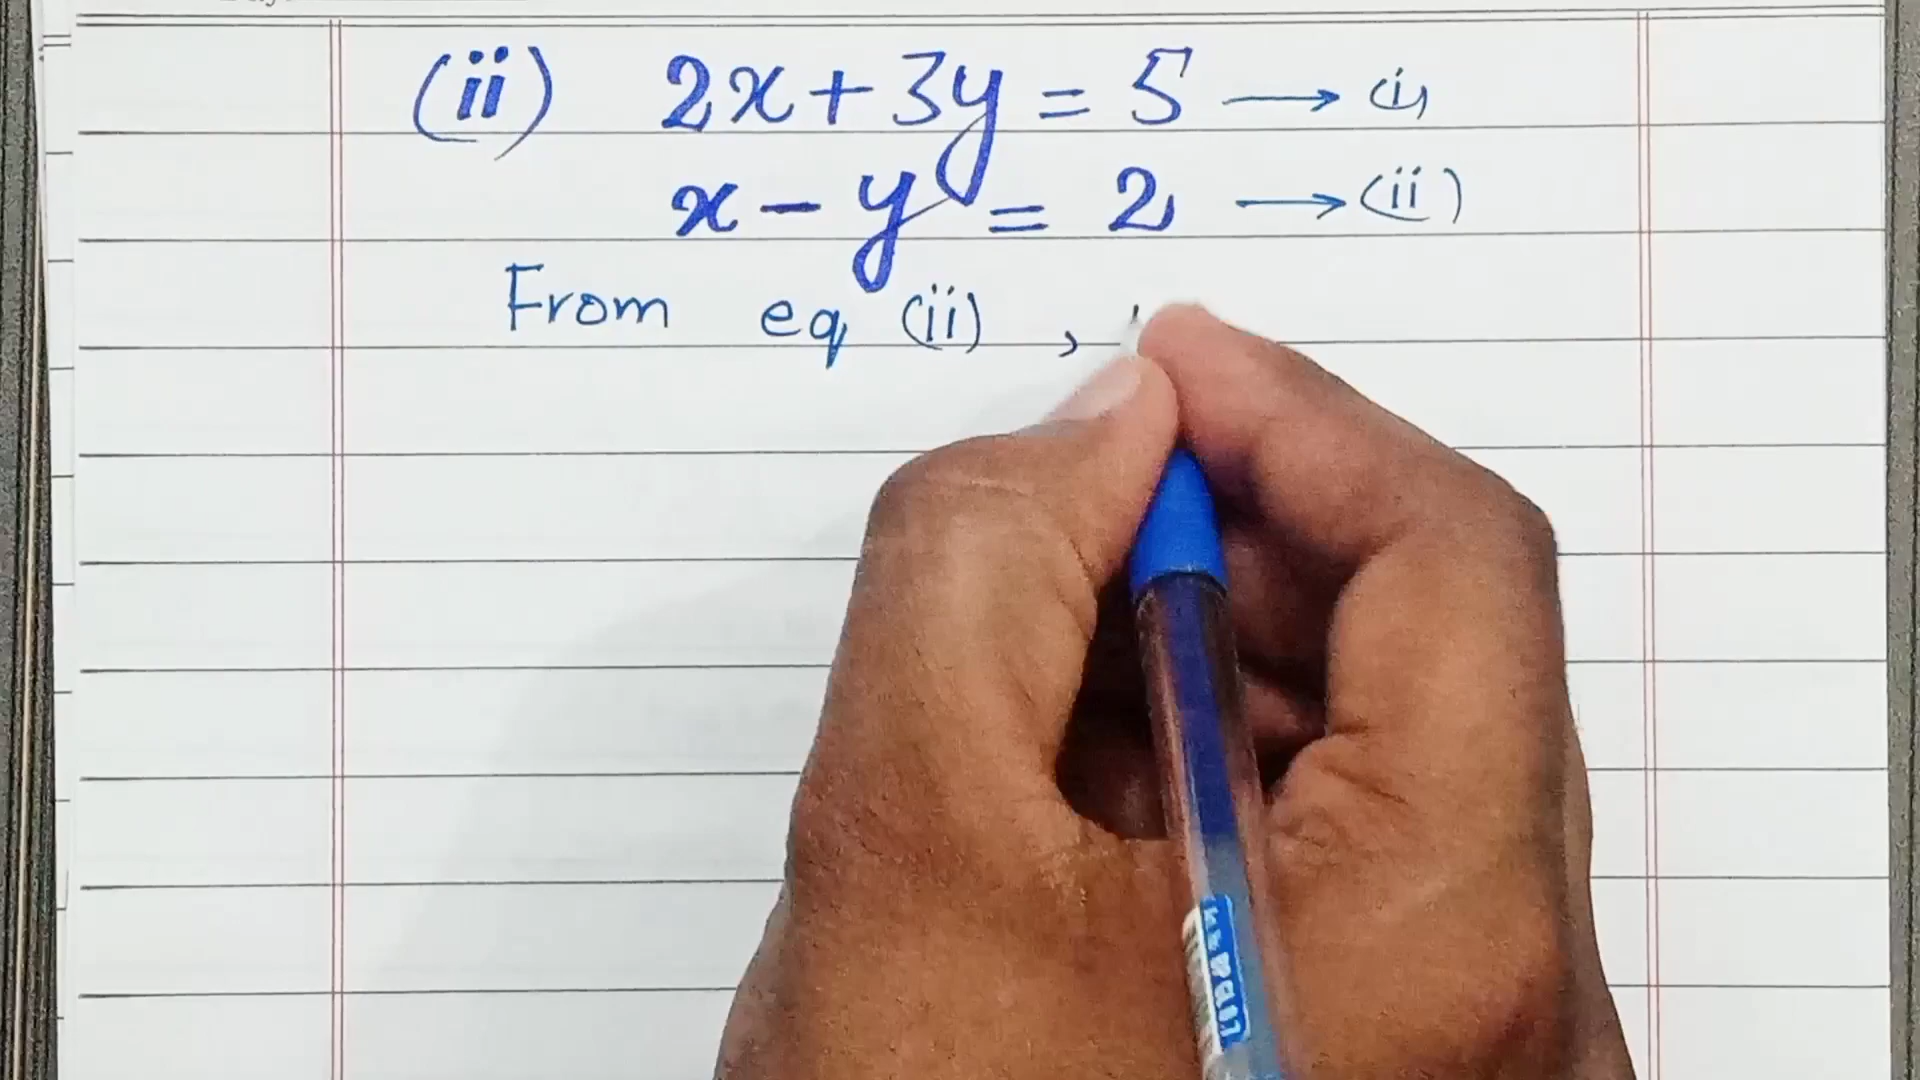 (ii) 2x + 3y = 5 → (i)
x - y = 2 → (ii)
From eq (ii) ,